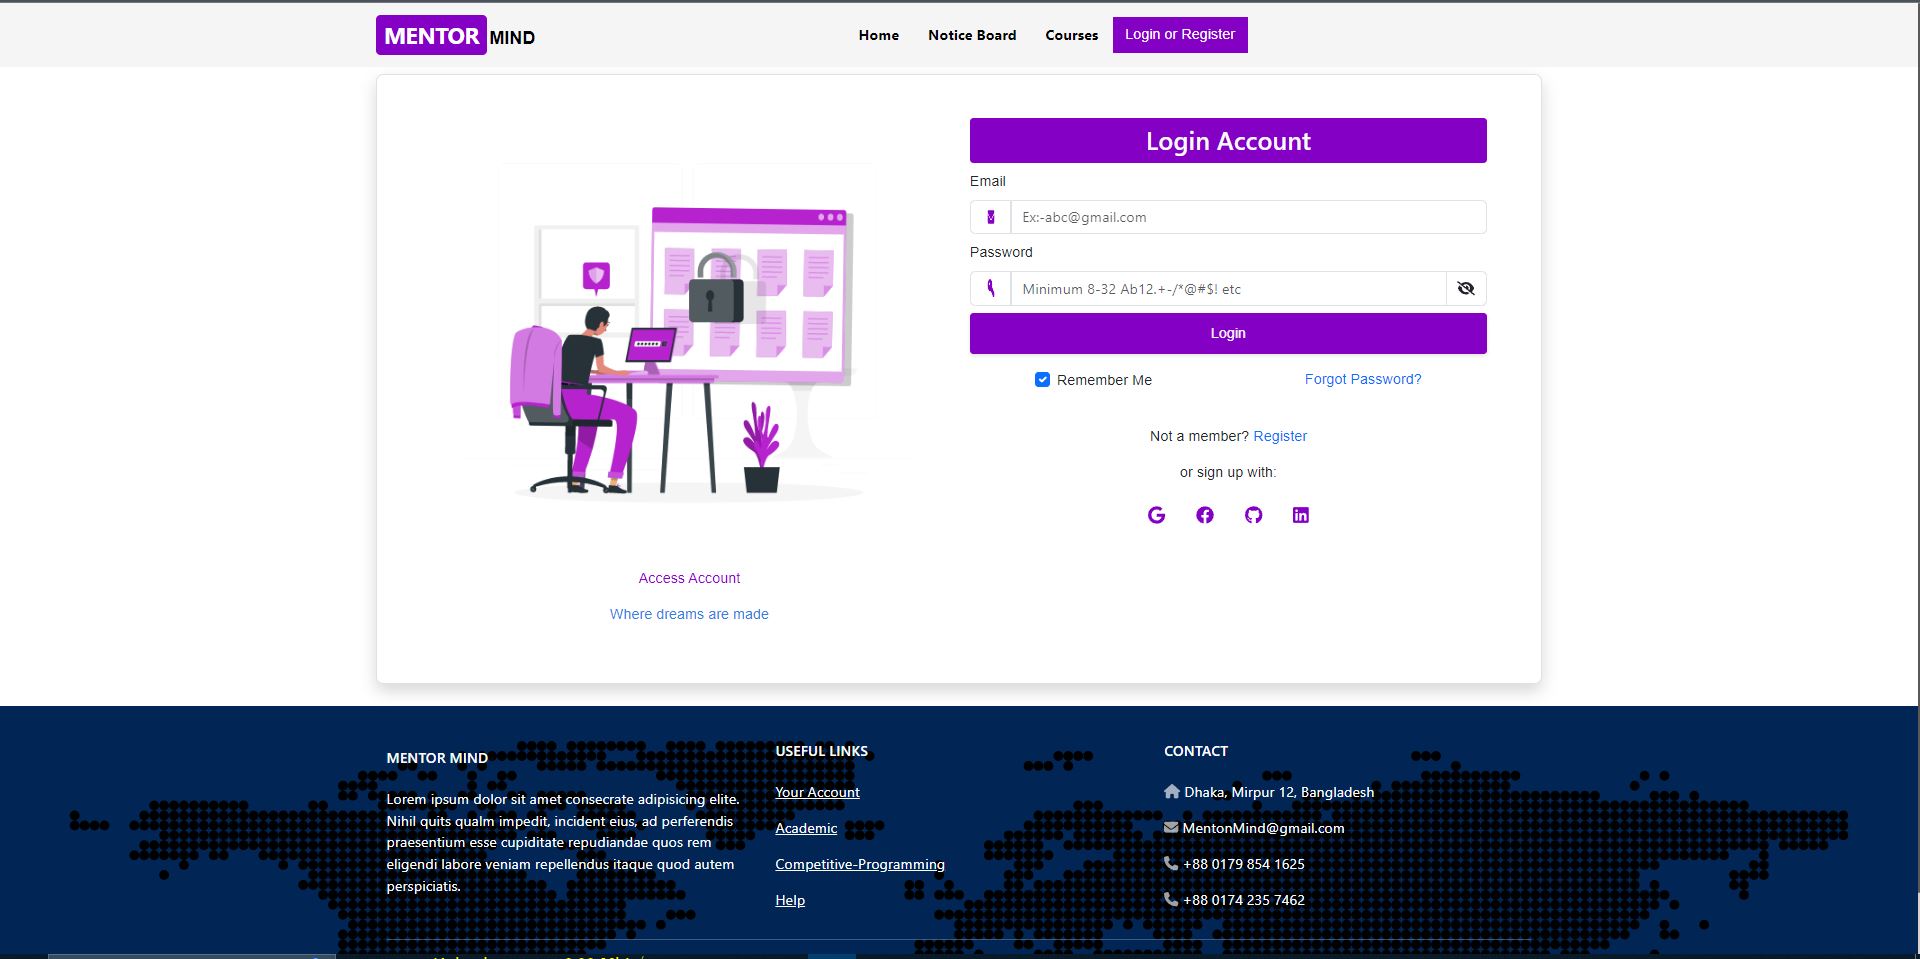 MENTOR MIND
Home Notice Board Courses Login or Register
Login Account
Email
Ex:-abc@gmail.com
Password
Minimum 8-32 Ab12.+-/*@#$! etc
Login
Remember Me Forgot Password?
Not a member? Register
or sign up with:
Access Account
Where dreams are made
MENTOR MIND
Lorem ipsum dolor sit amet consecrate adipisicing elite.
Nihil quits qualm impedit, incident eius, ad perferendis
praesentium esse cupiditate repudiandae quos rem
eligendi labore veniam repellendus itaque quod autem
perspiciatis.
USEFUL LINKS
Your Account
Academic
Competitive-Programming
Help
CONTACT
Dhaka, Mirpur 12, Bangladesh
MentonMind@gmail.com
+88 0179 854 1625
+88 0174 235 7462